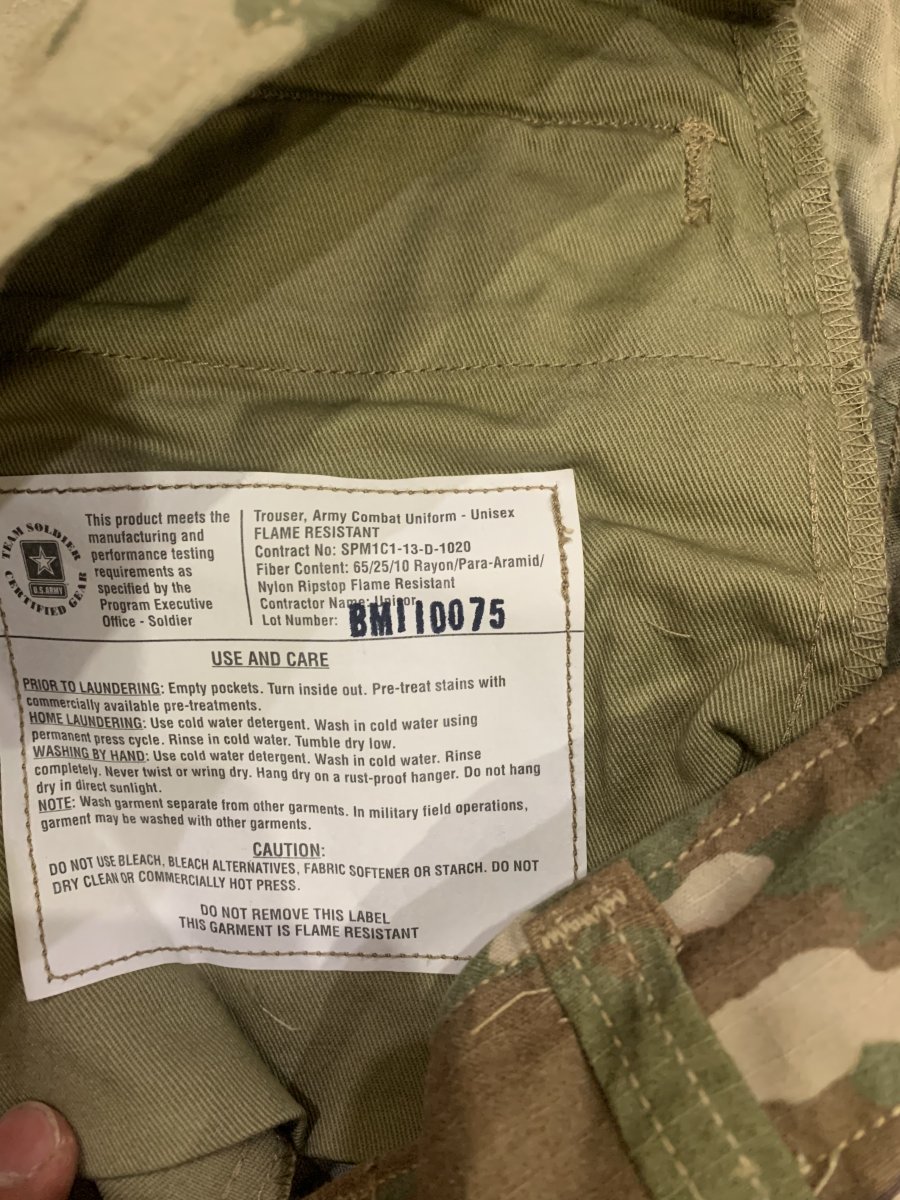 TEAM SOLDIER
U.S. ARMY
CERTIFIED GEAR
This product meets the
manufacturing and
performance testing
requirements as
specified by the
Program Executive
Office - Soldier
Trouser, Army Combat Uniform - Unisex
FLAME RESISTANT
Contract No: SPM1C1-13-D-1020
Fiber Content: 65/25/10 Rayon/Para-Aramid/
Nylon Ripstop Flame Resistant
Contractor Name: Unicor
Lot Number: BM110075
USE AND CARE
PRIOR TO LAUNDERING: Empty pockets. Turn inside out. Pre-treat stains with
commercially available pre-treatments.
HOME LAUNDERING: Use cold water detergent. Wash in cold water using
permanent press cycle. Rinse in cold water. Tumble dry low.
WASHING BY HAND: Use cold water detergent. Wash in cold water. Rinse
completely. Never twist or wring dry. Hang dry on a rust-proof hanger. Do not hang
dry in direct sunlight.
NOTE: Wash garment separate from other garments. In military field operations,
garment may be washed with other garments.
CAUTION:
DO NOT USE BLEACH, BLEACH ALTERNATIVES, FABRIC SOFTENER OR STARCH. DO NOT
DRY CLEAN OR COMMERCIALLY HOT PRESS.
DO NOT REMOVE THIS LABEL
THIS GARMENT IS FLAME RESISTANT